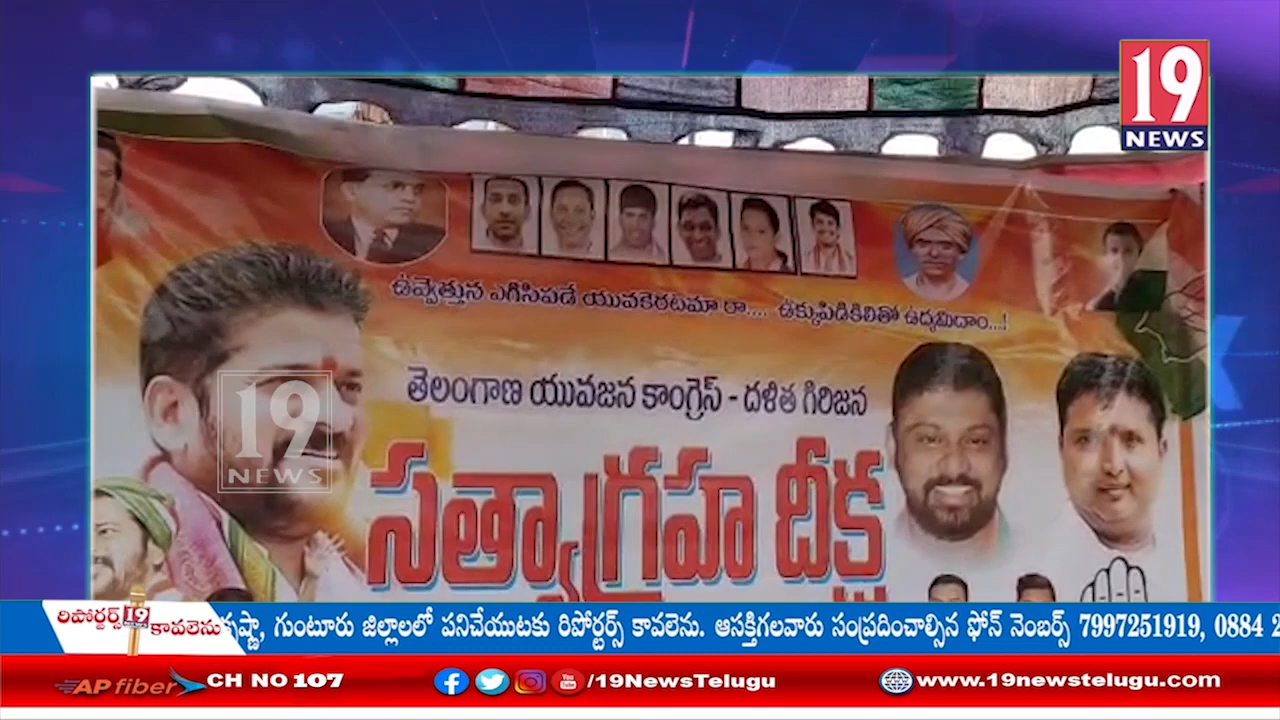 19
NEWS
ఉవ్వెత్తున ఎగిసిపడే యువకెరటమా రా.... ఉక్కుపిడికిలితో ఉద్యమిదాం...!
తెలంగాణ యువజన కాంగ్రెస్ - దళిత గిరిజన
సత్యాగ్రహ దీక్ష
19
NEWS
రిపోర్టర్స్ 19 కావలెను
కృష్ణా, గుంటూరు జిల్లాలలో పనిచేయుటకు రిపోర్టర్స్ కావలెను. ఆసక్తిగలవారు సంప్రదించాల్సిన ఫోన్ నెంబర్స్ 7997251919, 0884 2
AP fiber CH NO 107 /19NewsTelugu www.19newstelugu.com